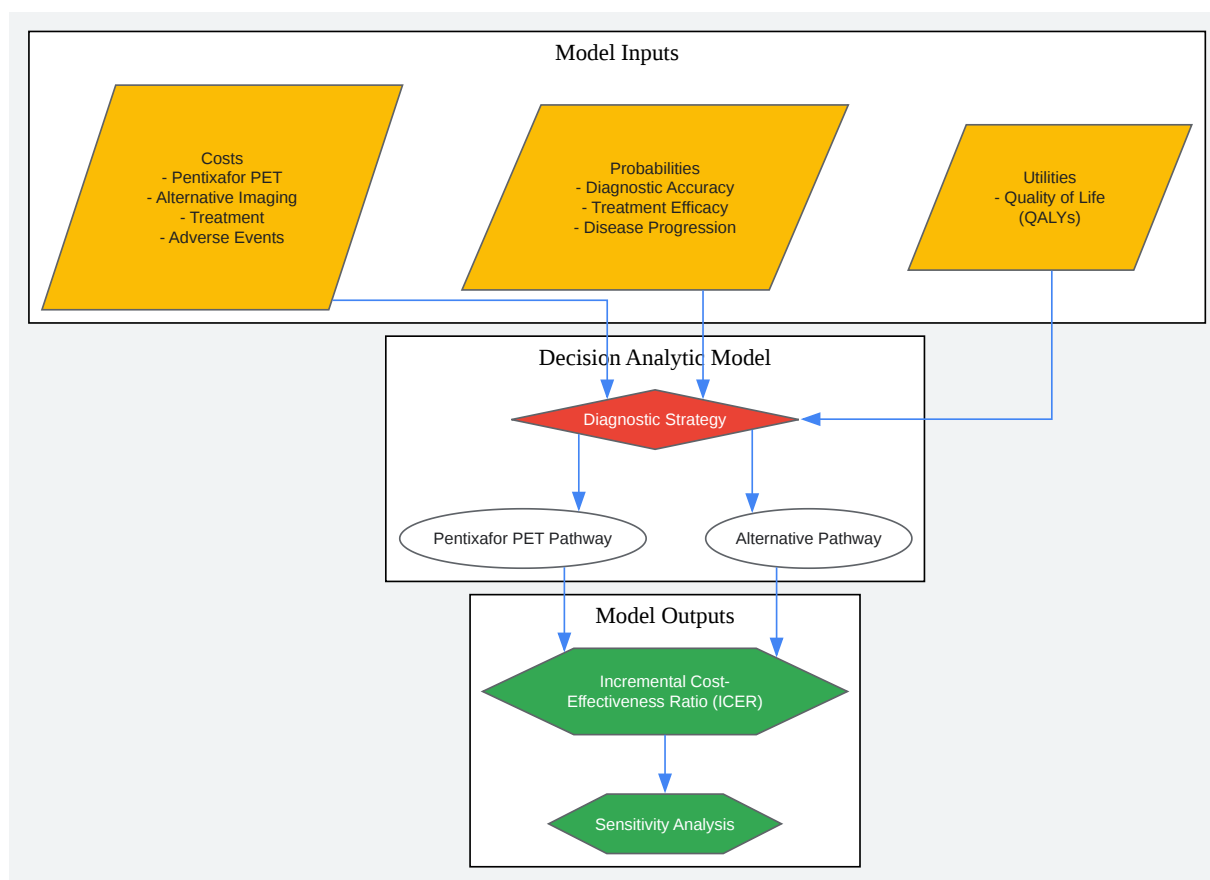 Model Inputs
Costs
- Pentixafor PET
- Alternative Imaging
- Treatment
- Adverse Events
Probabilities
- Diagnostic Accuracy
- Treatment Efficacy
- Disease Progression
Utilities
- Quality of Life
(QALYs)
Decision Analytic Model
Diagnostic Strategy
Pentixafor PET Pathway
Alternative Pathway
Model Outputs
Incremental Cost-
Effectiveness Ratio (ICER)
Sensitivity Analysis